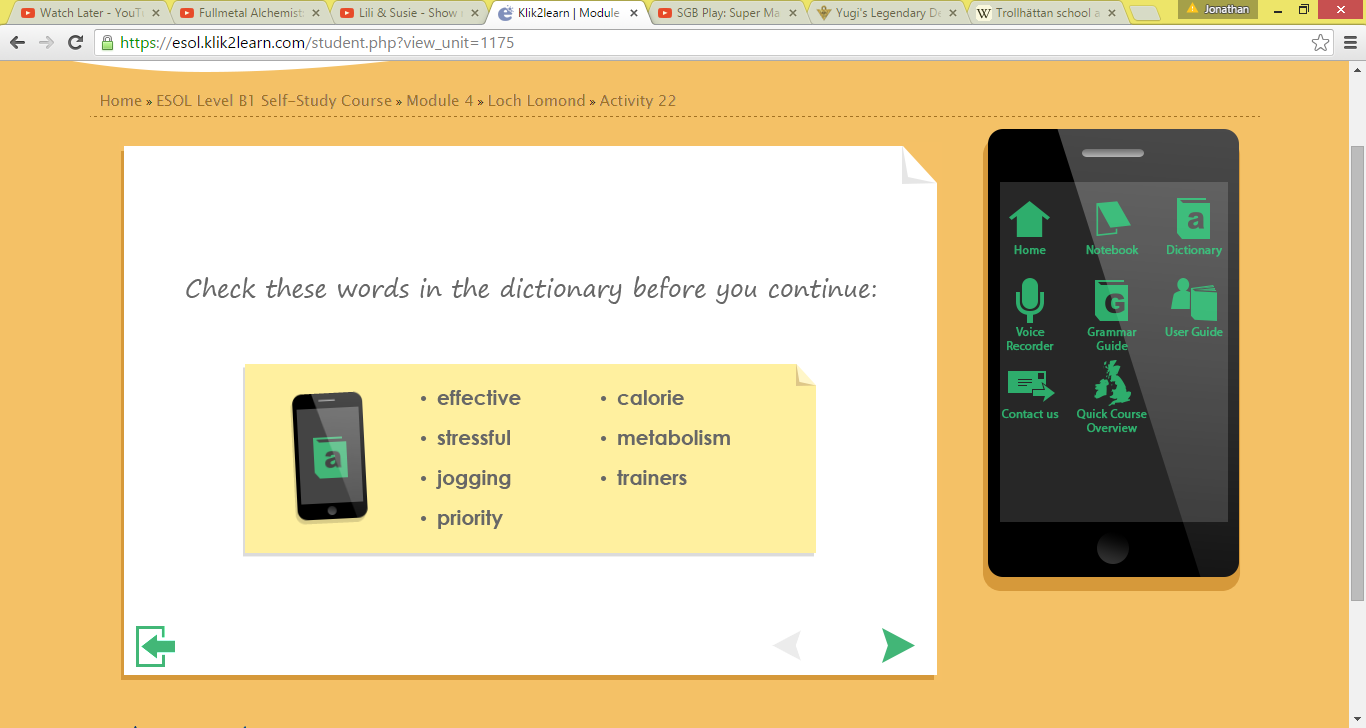 Watch Later - YouT
Fullmetal Alchemist:
Lili & Susie - Show
Klik2learn | Module
SGB Play: Super Ma
Yugi's Legendary De
Trollhättan school a
Jonathan
https://esol.klik2learn.com/student.php?view_unit=1175
Home » ESOL Level B1 Self-Study Course » Module 4 » Loch Lomond » Activity 22
Check these words in the dictionary before you continue:
• effective
• stressful
• jogging
• priority
• calorie
• metabolism
• trainers
a
Home
Notebook
a
Dictionary
Voice
Recorder
G
Grammar
Guide
User Guide
Contact us
Quick Course
Overview